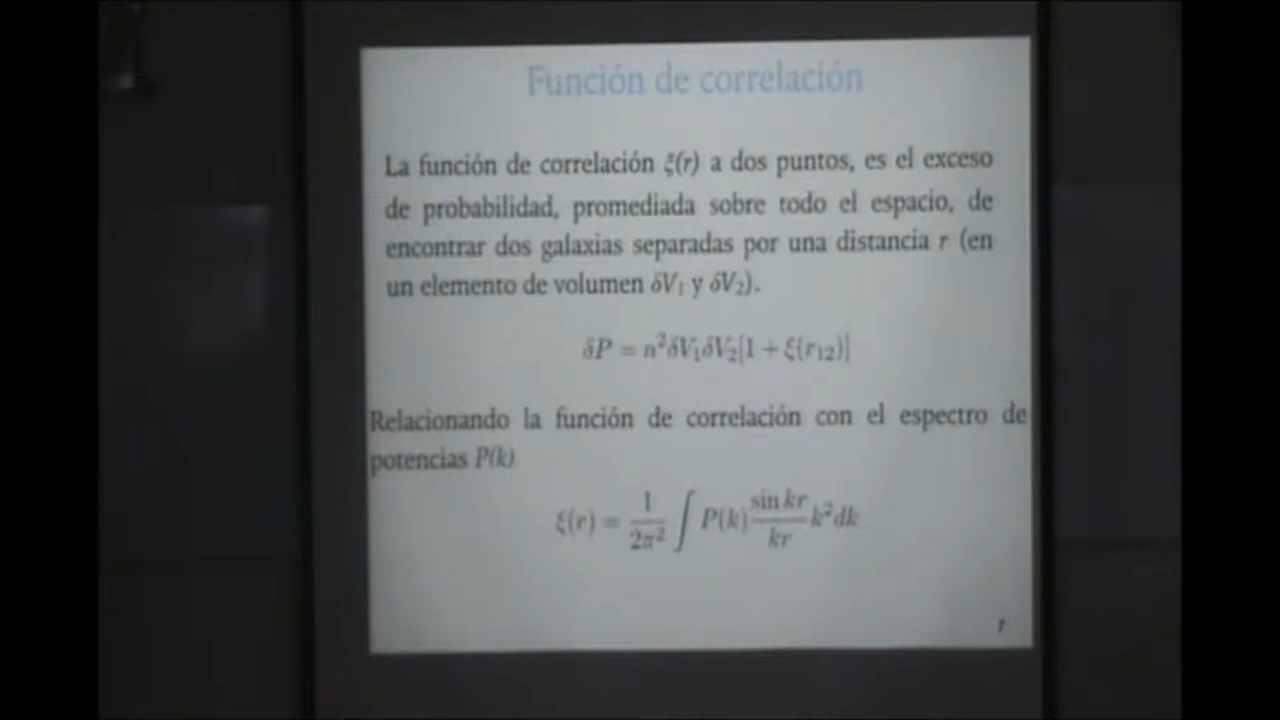 Función de correlación
La función de correlación ξ(r) a dos puntos, es el exceso
de probabilidad, promediada sobre todo el espacio, de
encontrar dos galaxias separadas por una distancia r (en
un elemento de volumen δV₁ y δV₂).
δP = n²δV₁δV₂[1 + ξ(r₁₂)]
Relacionando la función de correlación con el espectro de
potencias P(k)
ξ(r) = 1/2π² ∫ P(k) sin kr/kr k²dk